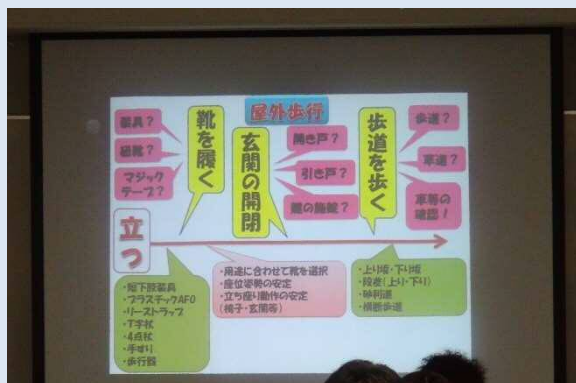 屋外歩行
装具？
紐靴？
マジック
テープ？
靴を履く
玄関の開閉
開き戸？
引き戸？
鍵の施錠？
歩道を歩く
歩道？
車道？
車等の
確認！
立つ
・短下肢装具
・プラスチックAFO
・リーストラップ
・T字杖
・4点杖
・手すり
・歩行器
・用途に合わせて靴を選択
・座位姿勢の安定
・立ち座り動作の安定
(椅子・玄関等)
・上り坂・下り坂
・段差(上り・下り)
・砂利道
・横断歩道